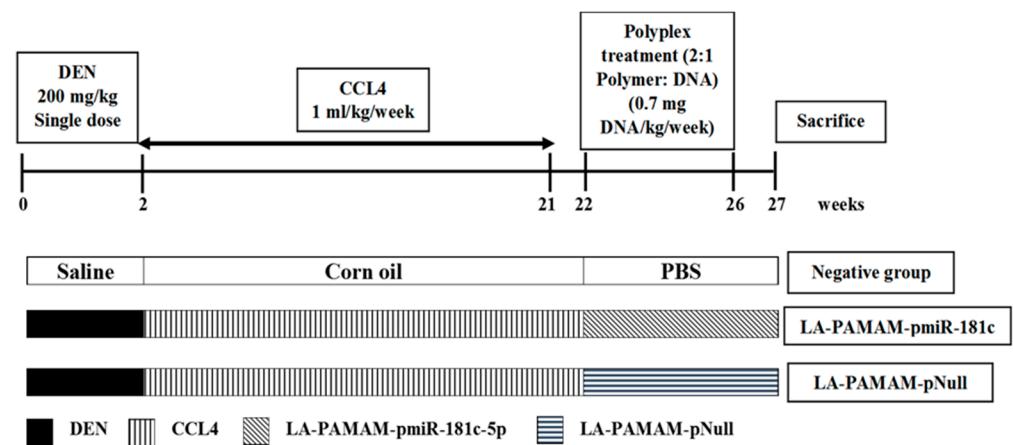 DEN
200 mg/kg
Single dose
CCL4
1 ml/kg/week
Polyplex
treatment (2:1
Polymer: DNA)
(0.7 mg
DNA/kg/week)
Sacrifice
0 2 21 22 26 27 weeks
Saline Corn oil PBS Negative group
LA-PAMAM-pmiR-181c
LA-PAMAM-pNull
DEN CCL4 LA-PAMAM-pmiR-181c-5p LA-PAMAM-pNull